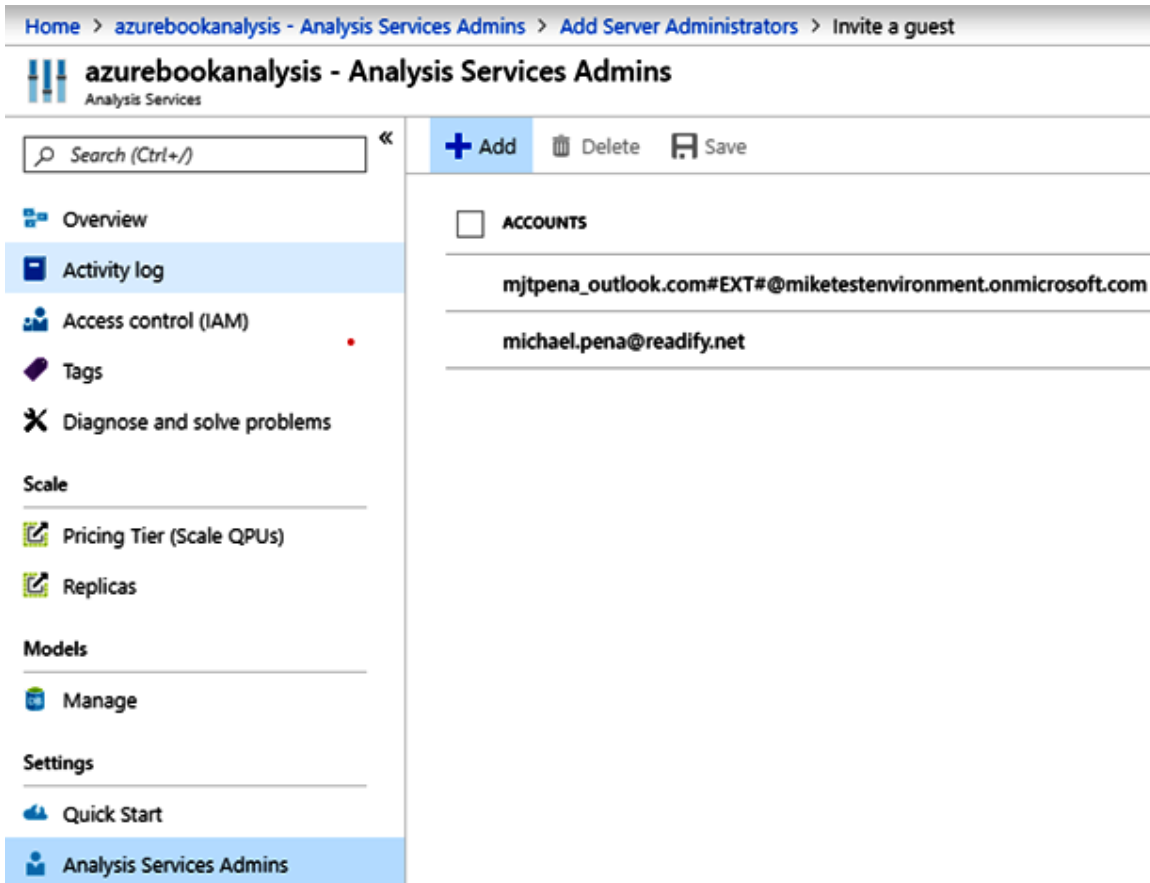 Home > azurebookanalysis - Analysis Services Admins > Add Server Administrators > Invite a guest
azurebookanalysis - Analysis Services Admins
Analysis Services
Search (Ctrl+/)
«
Add Delete Save
Overview
Activity log
Access control (IAM)
Tags
Diagnose and solve problems
Scale
Pricing Tier (Scale QPUs)
Replicas
Models
Manage
Settings
Quick Start
Analysis Services Admins
ACCOUNTS
mjtpena_outlook.com#EXT#@miketestenvironment.onmicrosoft.com
michael.pena@readify.net